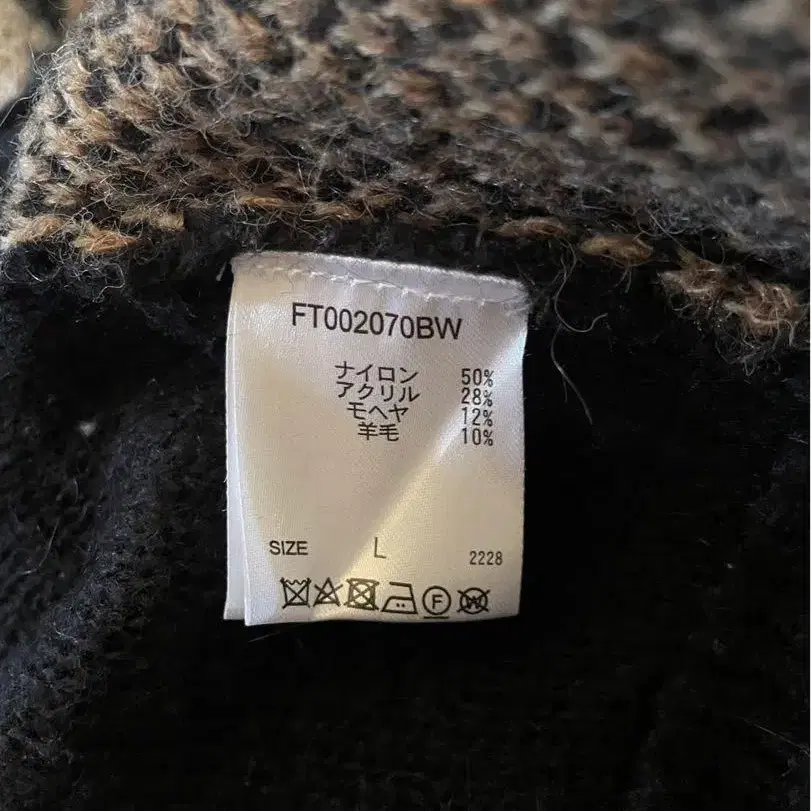 FT002070BW
ナイロン 50%
アクリル 28%
モヘヤ 12%
羊毛 10%
SIZE L 2228
F W